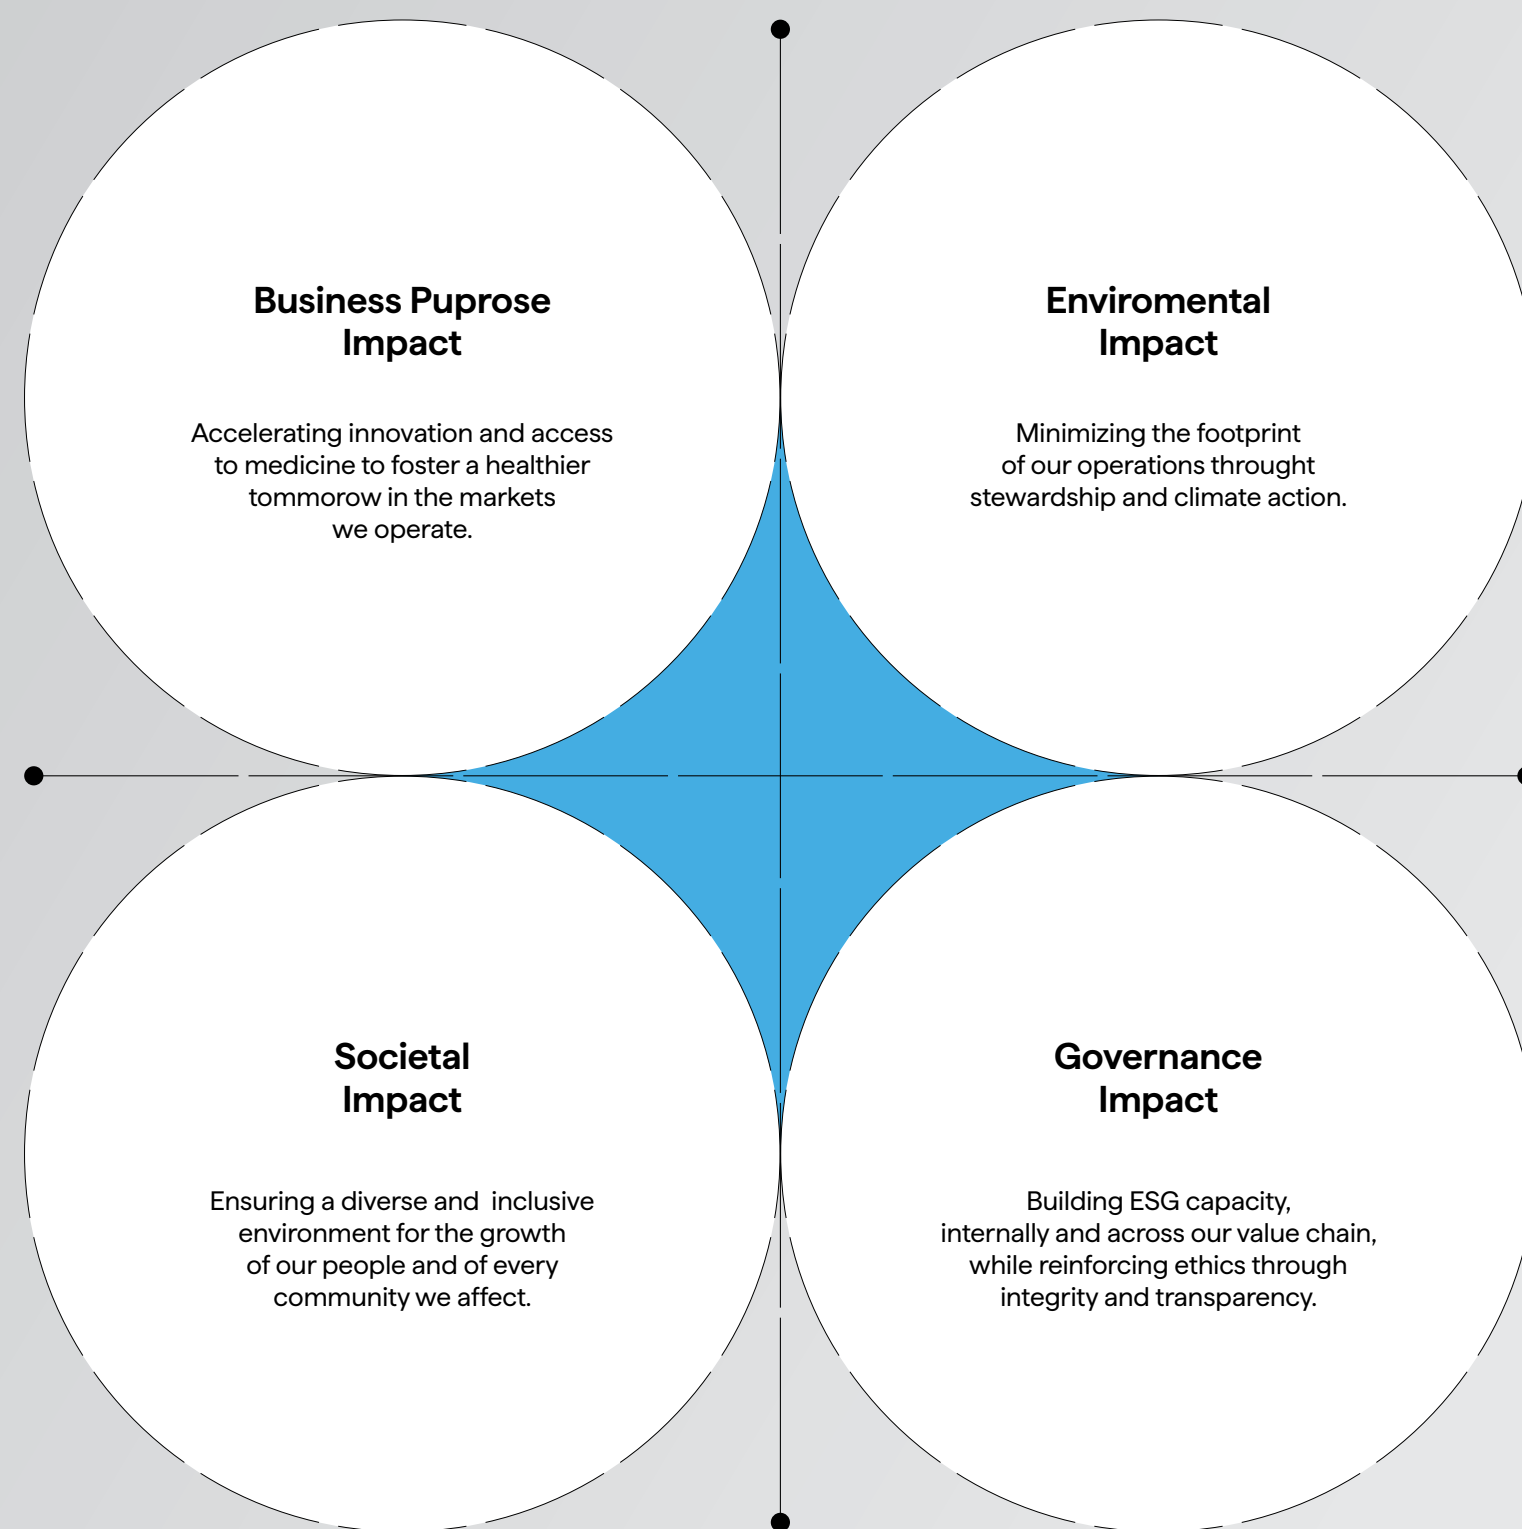 Business Puprose
Impact
Accelerating innovation and access
to medicine to foster a healthier
tommorow in the markets
we operate.
Enviromental
Impact
Minimizing the footprint
of our operations throught
stewardship and climate action.
Societal
Impact
Ensuring a diverse and  inclusive
environment for the growth
of our people and of every
community we affect.
Governance
Impact
Building ESG capacity,
internally and across our value chain,
while reinforcing ethics through
integrity and transparency.